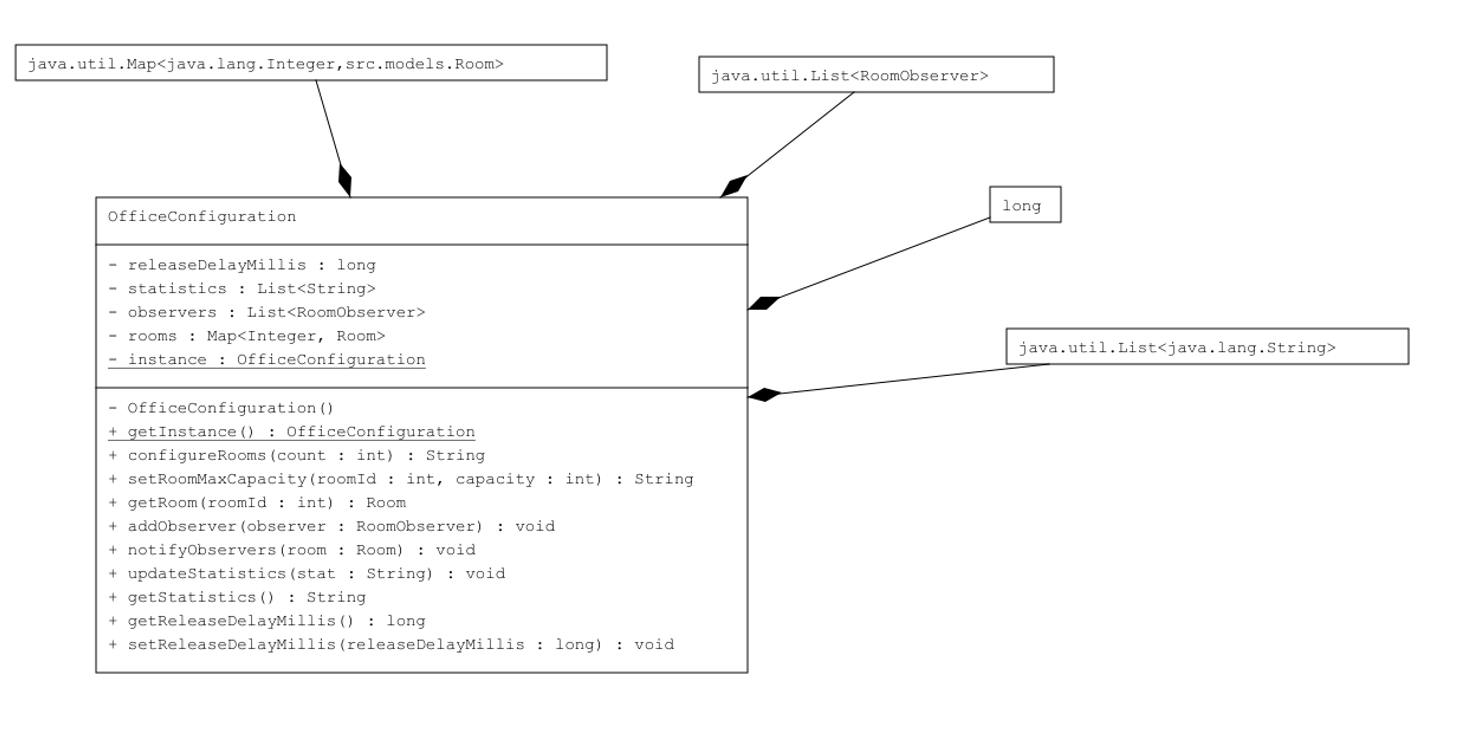 java.util.Map<java.lang.Integer,src.models.Room>
java.util.List<RoomObserver>
long
java.util.List<java.lang.String>
OfficeConfiguration
- releaseDelayMillis : long
- statistics : List<String>
- observers : List<RoomObserver>
- rooms : Map<Integer, Room>
- instance : OfficeConfiguration
- OfficeConfiguration()
+ getInstance() : OfficeConfiguration
+ configureRooms(count : int) : String
+ setRoomMaxCapacity(roomId : int, capacity : int) : String
+ getRoom(roomId : int) : Room
+ addObserver(observer : RoomObserver) : void
+ notifyObservers(room : Room) : void
+ updateStatistics(stat : String) : void
+ getStatistics() : String
+ getReleaseDelayMillis() : long
+ setReleaseDelayMillis(releaseDelayMillis : long) : void